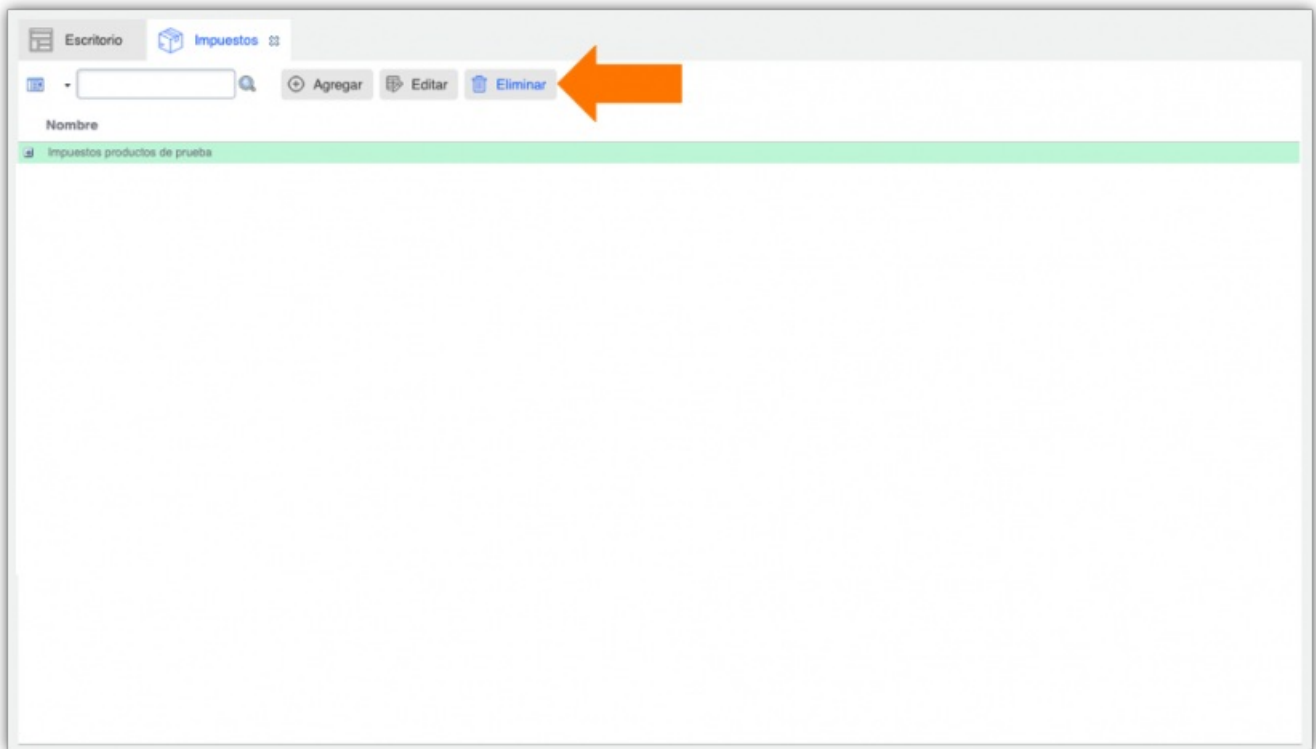 Escritorio Impuestos
Agregar Editar Eliminar
Nombre
Impuestos productos de prueba